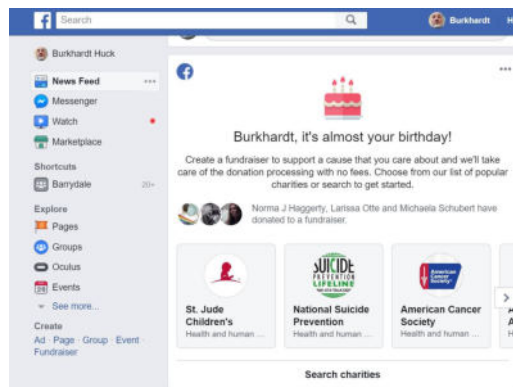 Search
Burkhardt
H
Burkhardt Huck
News Feed
Messenger
Watch
Marketplace
Shortcuts
Barrydale 20+
Explore
Pages
Groups
Oculus
Events
See more...
Create
Ad · Page · Group · Event ·
Fundraiser
Burkhardt, it's almost your birthday!
Create a fundraiser to support a cause that you care about and we'll take
care of the donation processing with no fees. Choose from our list of popular
charities or search to get started.
Norma J Haggerty, Larissa Otte and Michaela Schubert have
donated to a fundraiser.
St. Jude
Children's
Health and human ...
SUICIDE
PREVENTION
LIFELINE
National Suicide
Prevention
Health and human ...
American
Cancer
Society
American Cancer
Society
Health and human ...
Search charities